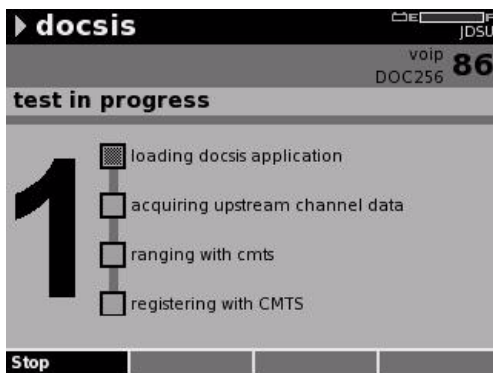 docsis
E F
JDSU
voip 86
DOC256
test in progress
1
loading docsis application
acquiring upstream channel data
ranging with cmts
registering with CMTS
Stop